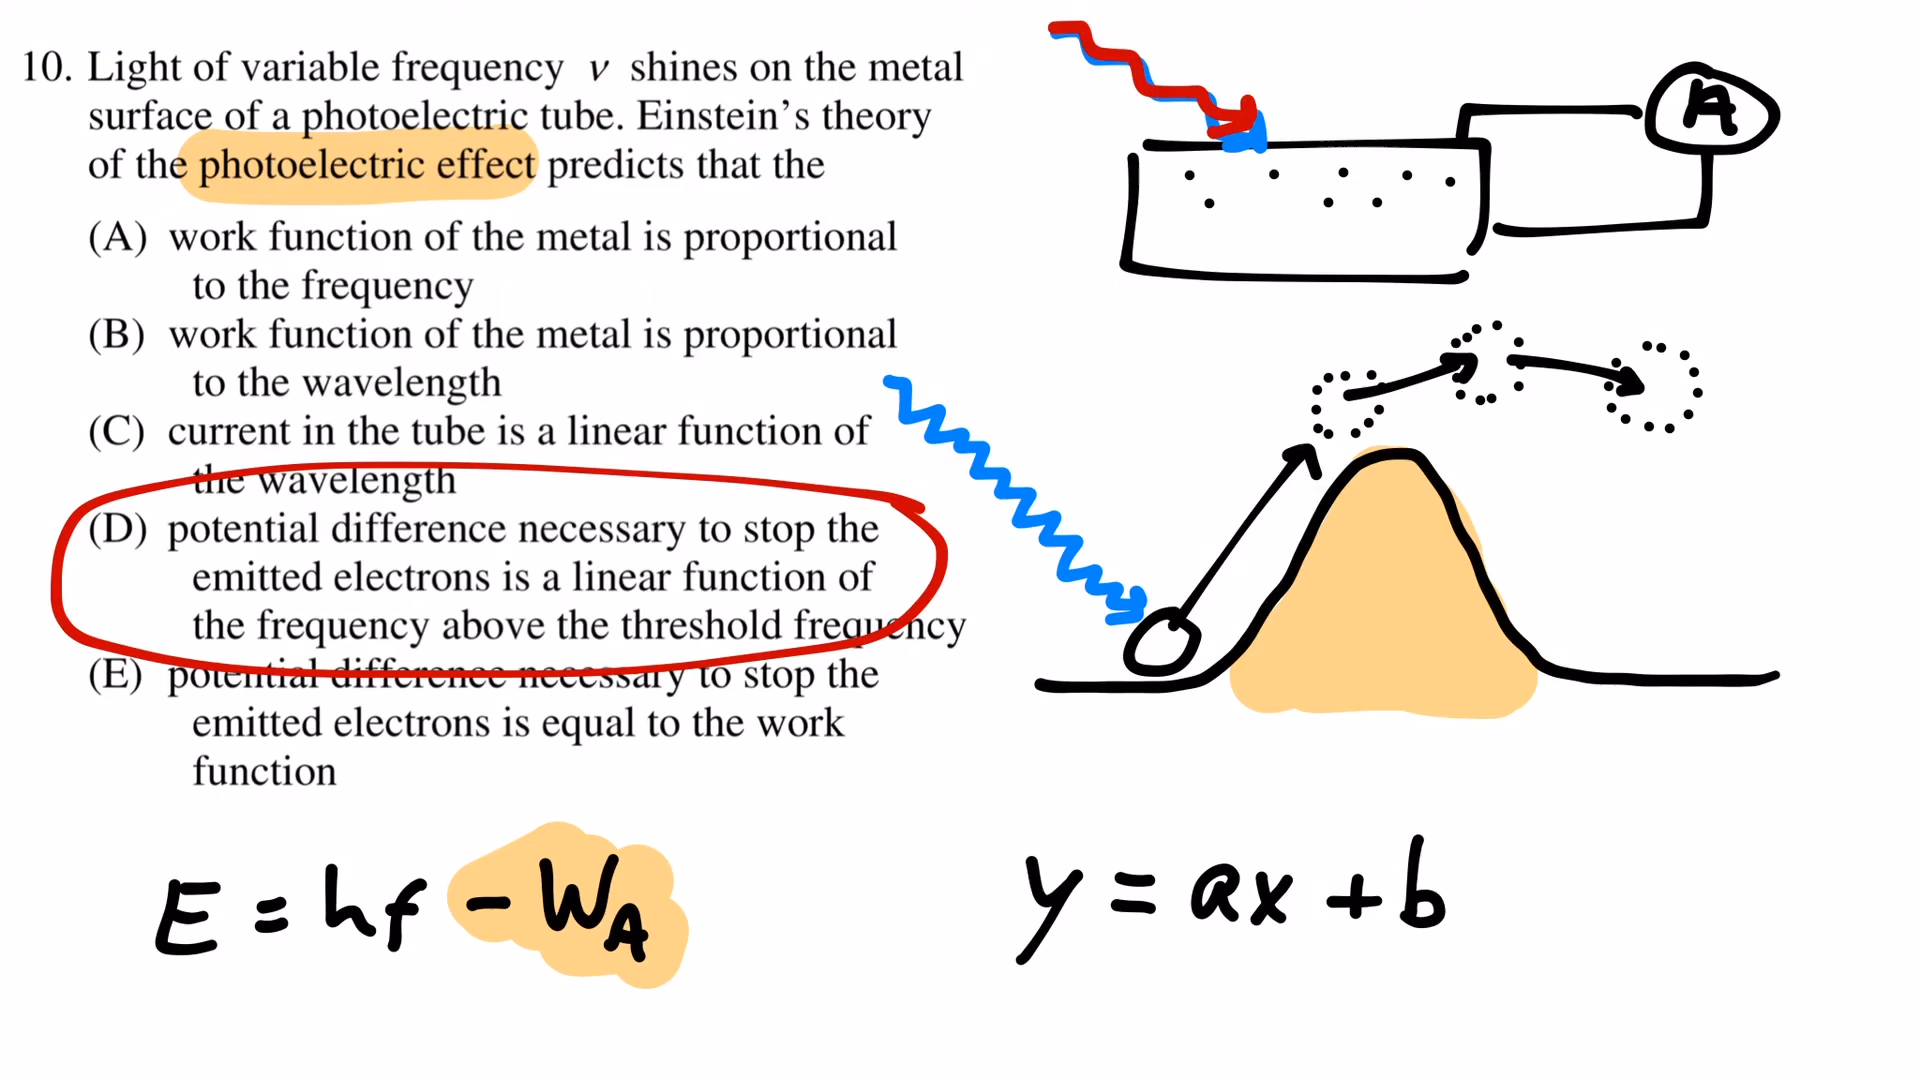 10. Light of variable frequency ν shines on the metal
surface of a photoelectric tube. Einstein's theory
of the photoelectric effect predicts that the
(A) work function of the metal is proportional
to the frequency
(B) work function of the metal is proportional
to the wavelength
(C) current in the tube is a linear function of
the wavelength
(D) potential difference necessary to stop the
emitted electrons is a linear function of
the frequency above the threshold frequency
(E) potential difference necessary to stop the
emitted electrons is equal to the work
function
A
E = hf - W_A
y = ax + b